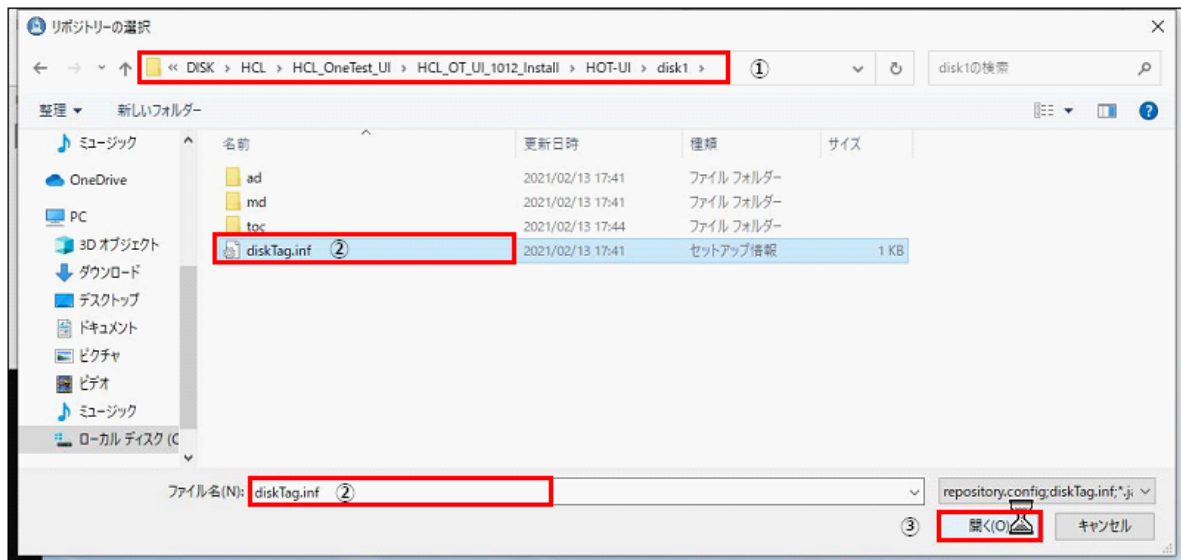 リポジトリーの選択
« DISK › HCL › HCL_OneTest_UI › HCL_OT_UI_1012_Install › HOT-UI › disk1 › ① disk1の検索
整理 新しいフォルダー
名前 更新日時 種類 サイズ
ミュージック
OneDrive
PC
3D オブジェクト
ダウンロード
デスクトップ
ドキュメント
ピクチャ
ビデオ
ミュージック
ローカル ディスク (C
ad 2021/02/13 17:41 ファイル フォルダー
md 2021/02/13 17:41 ファイル フォルダー
toc 2021/02/13 17:44 ファイル フォルダー
diskTag.inf ② 2021/02/13 17:41 セットアップ情報 1 KB
ファイル名(N): diskTag.inf ② repository.config;diskTag.inf;*.ja
③ 開く(O) キャンセル